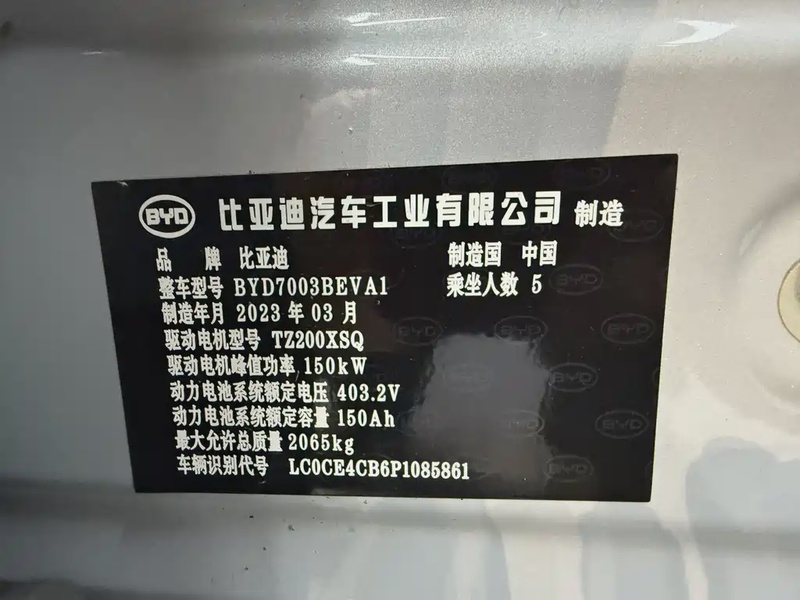 BYD 比亚迪汽车工业有限公司 制造
品 牌 比亚迪 制造国 中国
整车型号 BYD7003BEVA1 乘坐人数 5
制造年月 2023 年 03 月
驱动电机型号 TZ200XSQ
驱动电机峰值功率 150kW
动力电池系统额定电压 403.2V
动力电池系统额定容量 150Ah
最大允许总质量 2065kg
车辆识别代号 LC0CE4CB6P1085861